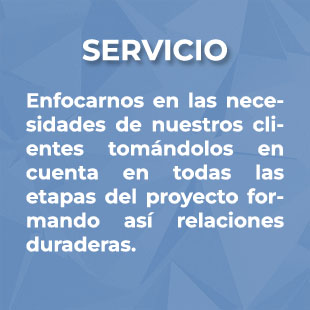 SERVICIO
Enfocarnos en las nece-
sidades de nuestros cli-
entes tomándolos en
cuenta en todas las
etapas del proyecto for-
mando así relaciones
duraderas.